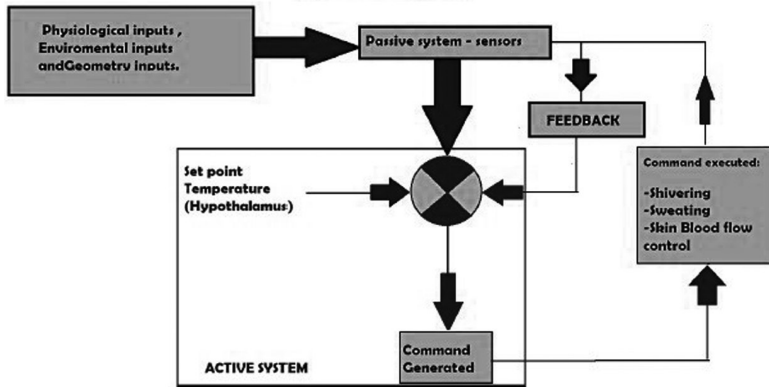 Physiological inputs ,
Enviromental inputs
andGeometry inputs.
Passive system - sensors
FEEDBACK
Set point
Temperature
(Hypothalamus)
Command executed:
-Shivering
-Sweating
-Skin Blood flow
control
Command
Generated
ACTIVE SYSTEM